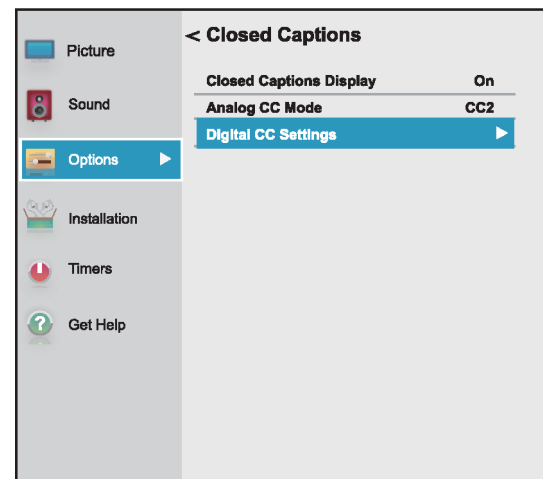 Picture
Sound
Options
Installation
Timers
Get Help
< Closed Captions
Closed Captions Display On
Analog CC Mode CC2
Digital CC Settings